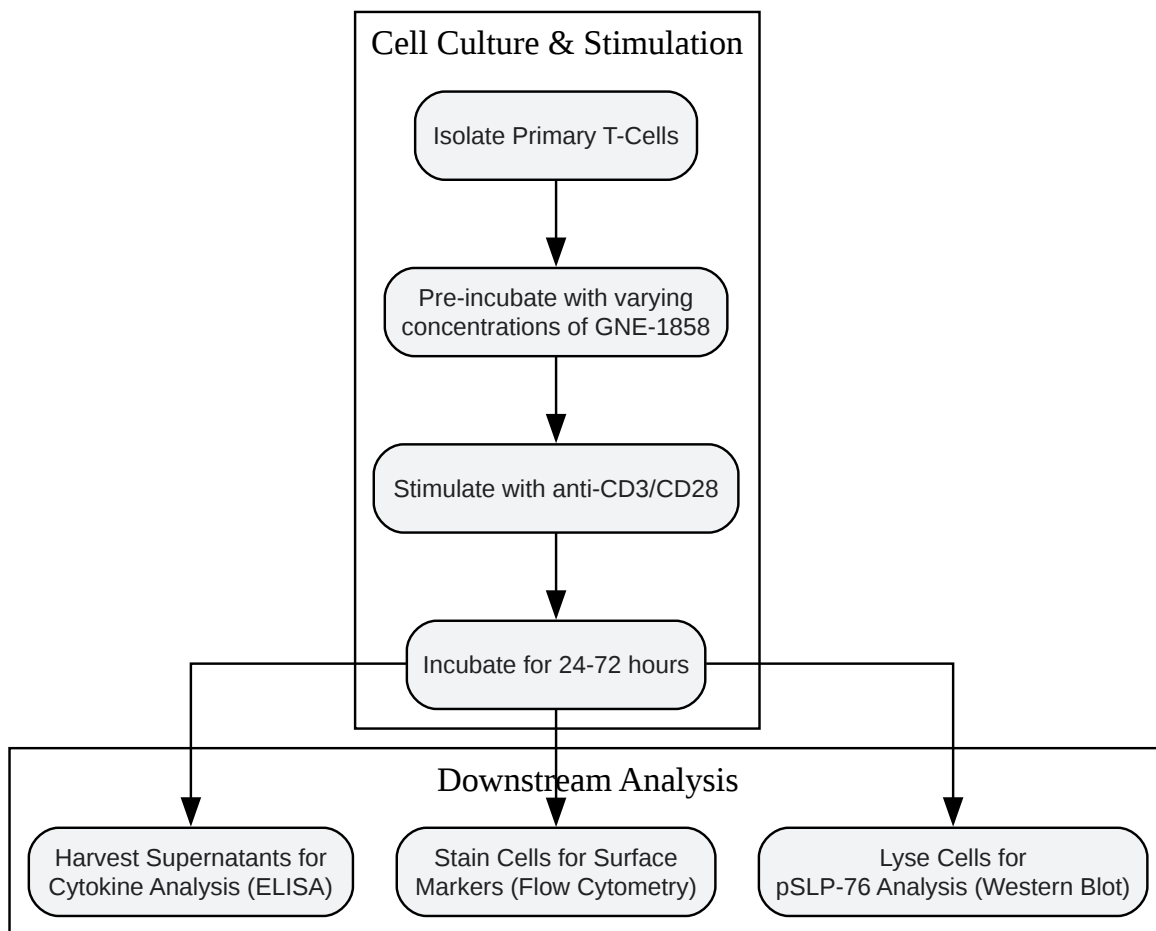 Cell Culture & Stimulation
Isolate Primary T-Cells
Pre-incubate with varying
concentrations of GNE-1858
Stimulate with anti-CD3/CD28
Incubate for 24-72 hours
Downstream Analysis
Harvest Supernatants for
Cytokine Analysis (ELISA)
Stain Cells for Surface
Markers (Flow Cytometry)
Lyse Cells for
pSLP-76 Analysis (Western Blot)